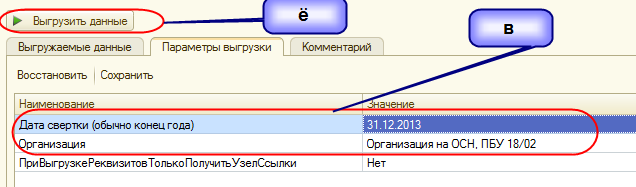 Выгрузить данные
ё
Выгружаемые данные Параметры выгрузки Комментарий
в
Восстановить Сохранить
Наименование Значение
Дата свертки (обычно конец года) 31.12.2013
Организация Организация на ОСН, ПБУ 18/02
ПриВыгрузкеРеквизитовТолькоПолучитьУзелСсылки Нет